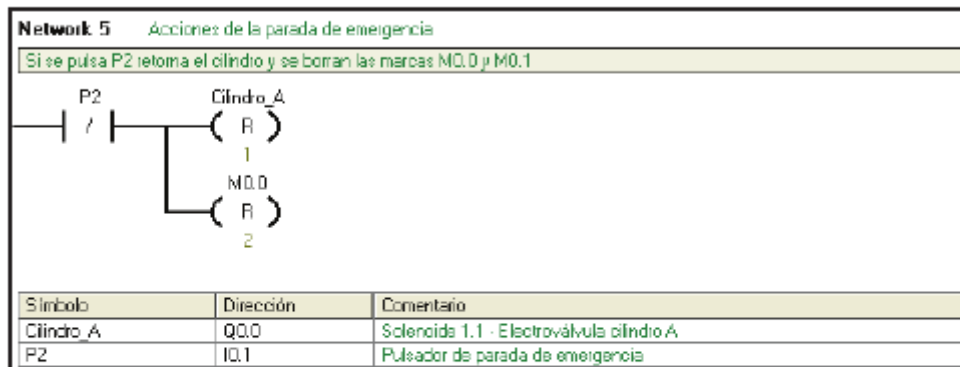 Network 5 Acciones de la parada de emergencia
Si se pulsa P2 retorna el cilindro y se borran las marcas M0.0 y M0.1
P2 Cilindro_A
/ R
1
M0.0
R
2
Símbolo Dirección Comentario
Cilindro_A Q0.0 Solenoide 1.1 - Electroválvula cilindro A
P2 I0.1 Pulsador de parada de emergencia